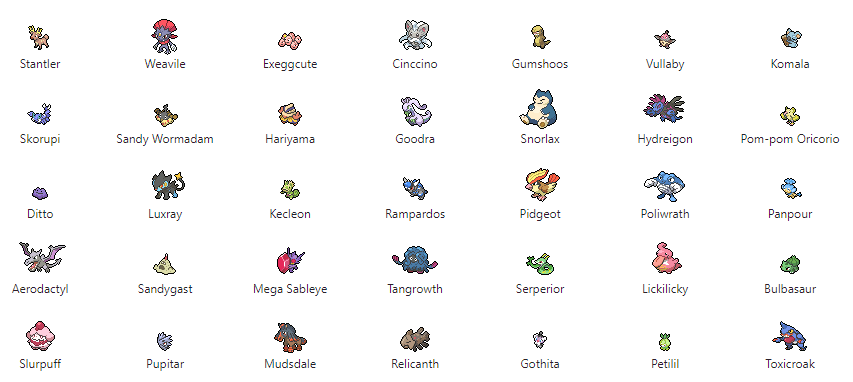 Stantler Weavile Exeggcute Cinccino Gumshoos Vullaby Komala
Skorupi Sandy Wormadam Hariyama Goodra Snorlax Hydreigon Pom-pom Oricorio
Ditto Luxray Kecleon Rampardos Pidgeot Poliwrath Panpour
Aerodactyl Sandygast Mega Sableye Tangrowth Serperior Lickilicky Bulbasaur
Slurpuff Pupitar Mudsdale Relicanth Gothita Petilil Toxicroak